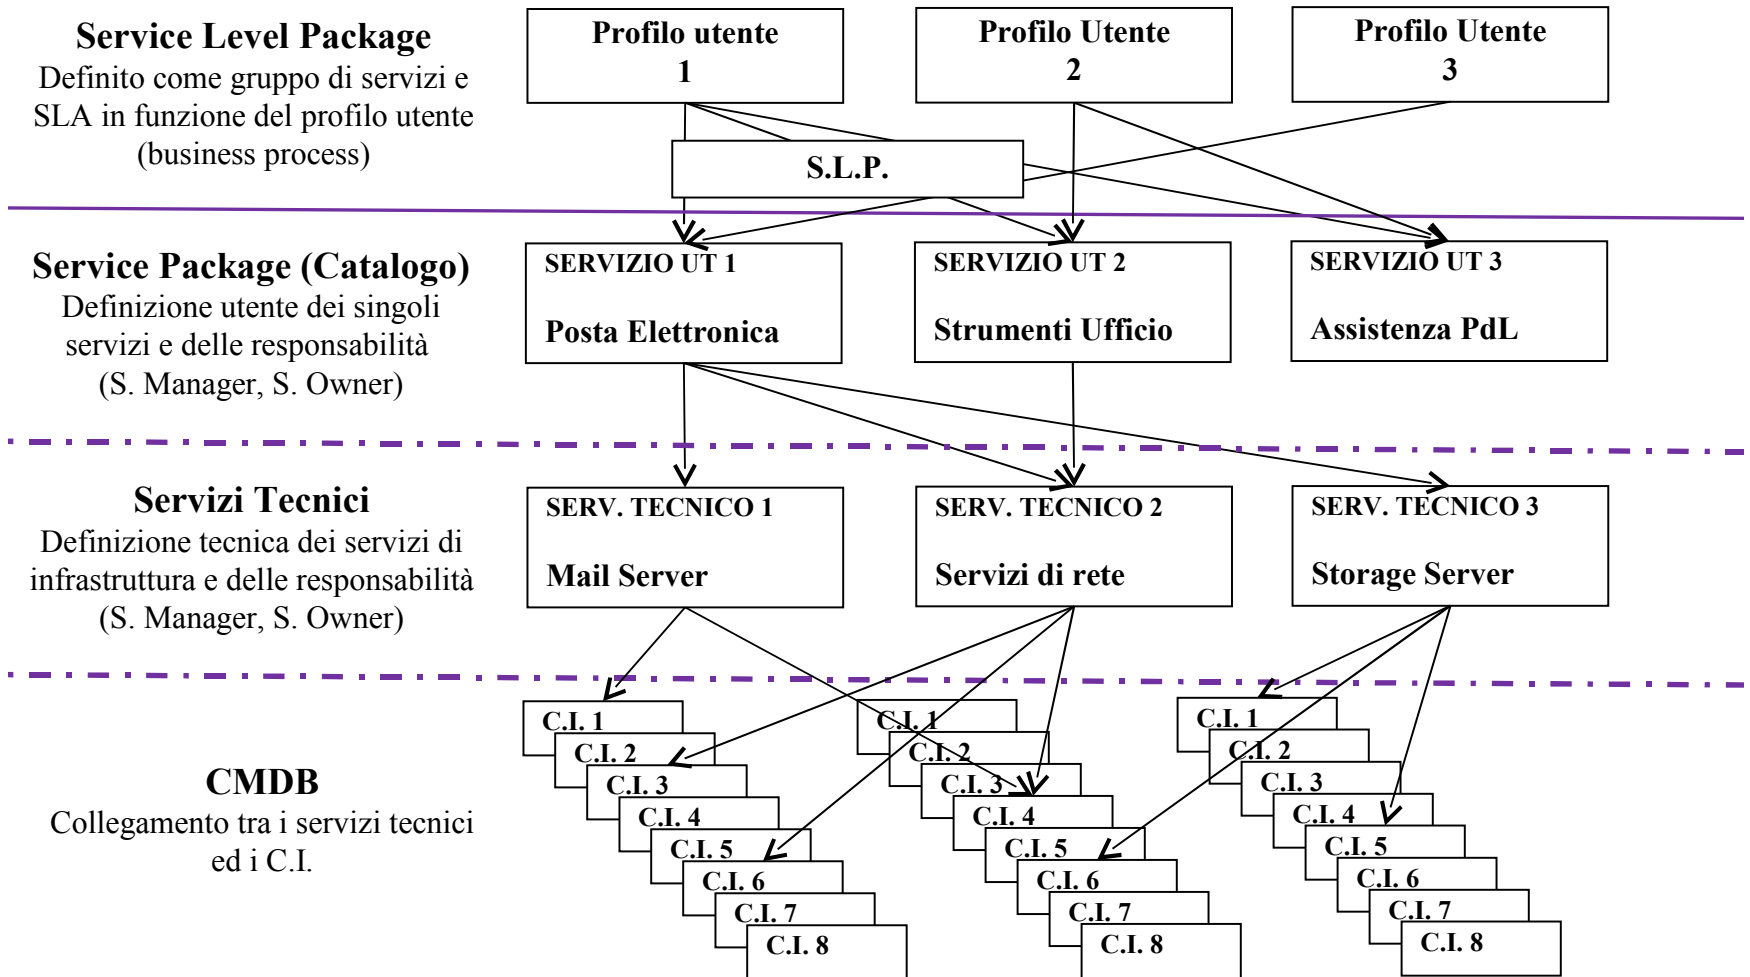 Service Level Package
Definito come gruppo di servizi e
SLA in funzione del profilo utente
(business process)
Profilo utente
1
Profilo Utente
2
Profilo Utente
3
S.L.P.
Service Package (Catalogo)
Definizione utente dei singoli
servizi e delle responsabilità
(S. Manager, S. Owner)
SERVIZIO UT 1
Posta Elettronica
SERVIZIO UT 2
Strumenti Ufficio
SERVIZIO UT 3
Assistenza PdL
Servizi Tecnici
Definizione tecnica dei servizi di
infrastruttura e delle responsabilità
(S. Manager, S. Owner)
SERV. TECNICO 1
Mail Server
SERV. TECNICO 2
Servizi di rete
SERV. TECNICO 3
Storage Server
CMDB
Collegamento tra i servizi tecnici
ed i C.I.
C.I. 1
C.I. 2
C.I. 3
C.I. 4
C.I. 5
C.I. 6
C.I. 7
C.I. 8
C.I. 1
C.I. 2
C.I. 3
C.I. 4
C.I. 5
C.I. 6
C.I. 7
C.I. 8
C.I. 1
C.I. 2
C.I. 3
C.I. 4
C.I. 5
C.I. 6
C.I. 7
C.I. 8